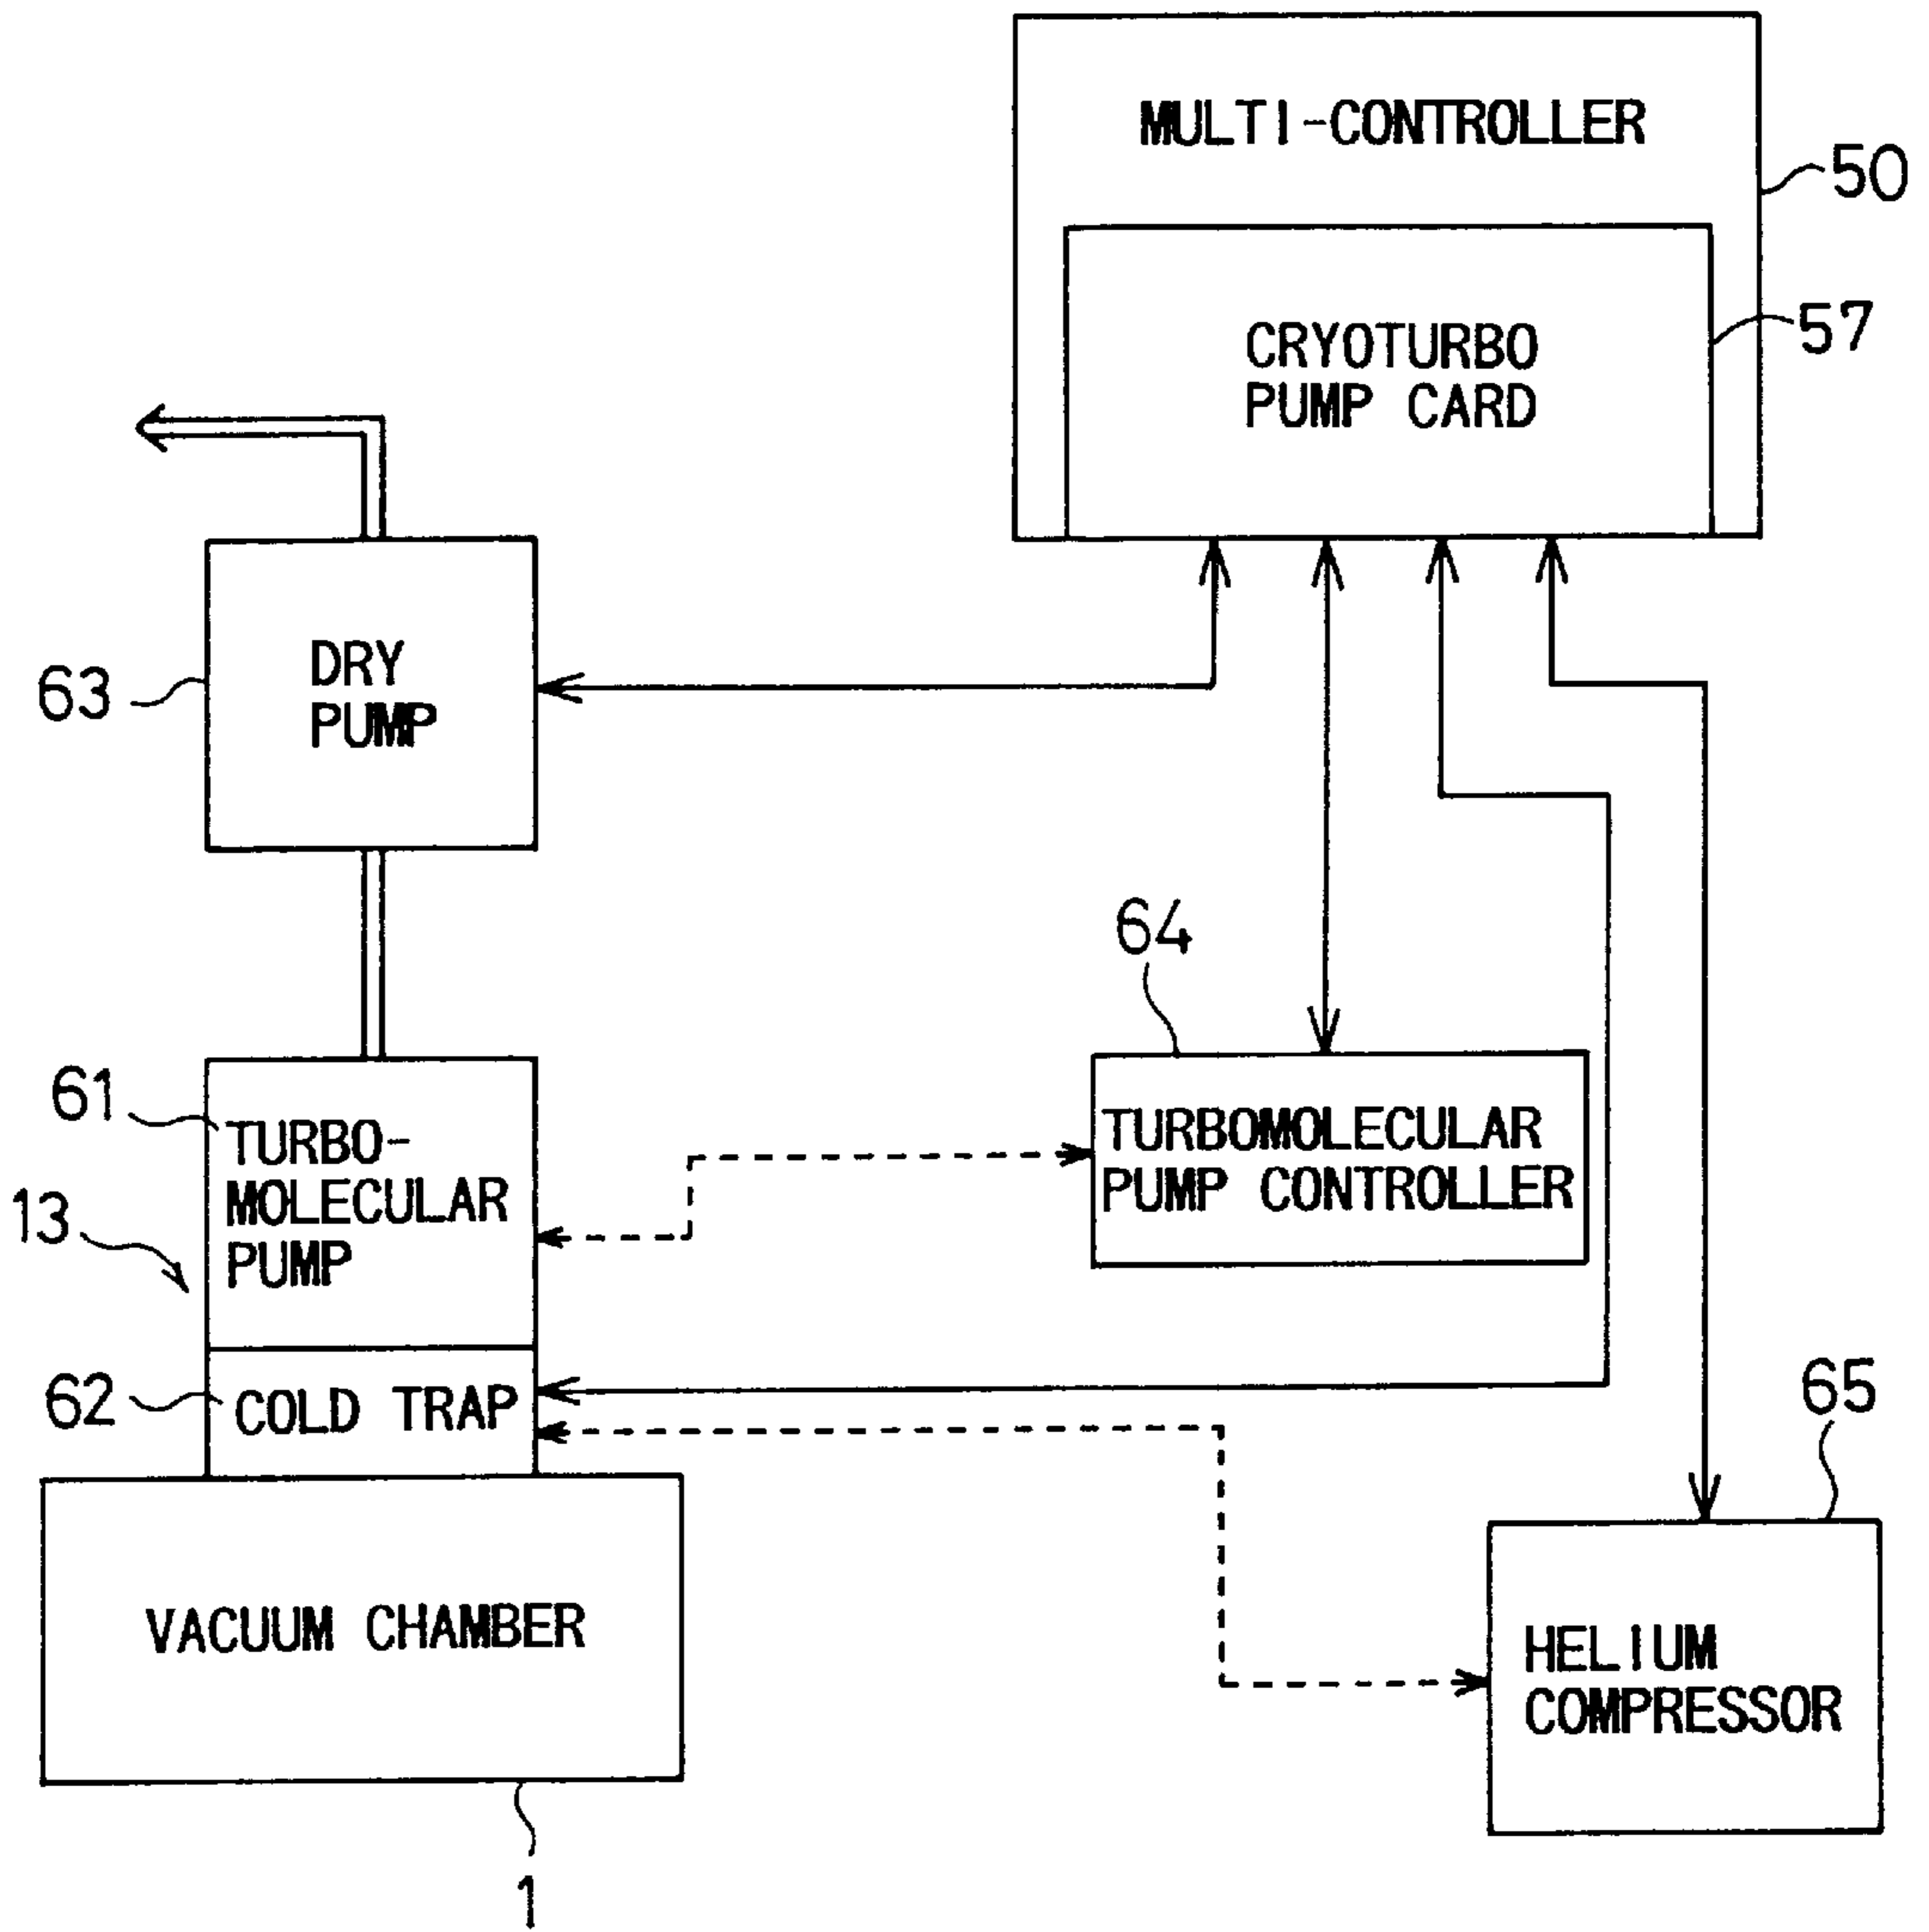 MULTI-CONTROLLER
50
CRYOTURBO
PUMP CARD
57
DRY
PUMP
63
64
61
TURBO-
MOLECULAR
PUMP
13
TURBOMOLECULAR
PUMP CONTROLLER
62
COLD TRAP
65
VACUUM CHAMBER
HELIUM
COMPRESSOR
1